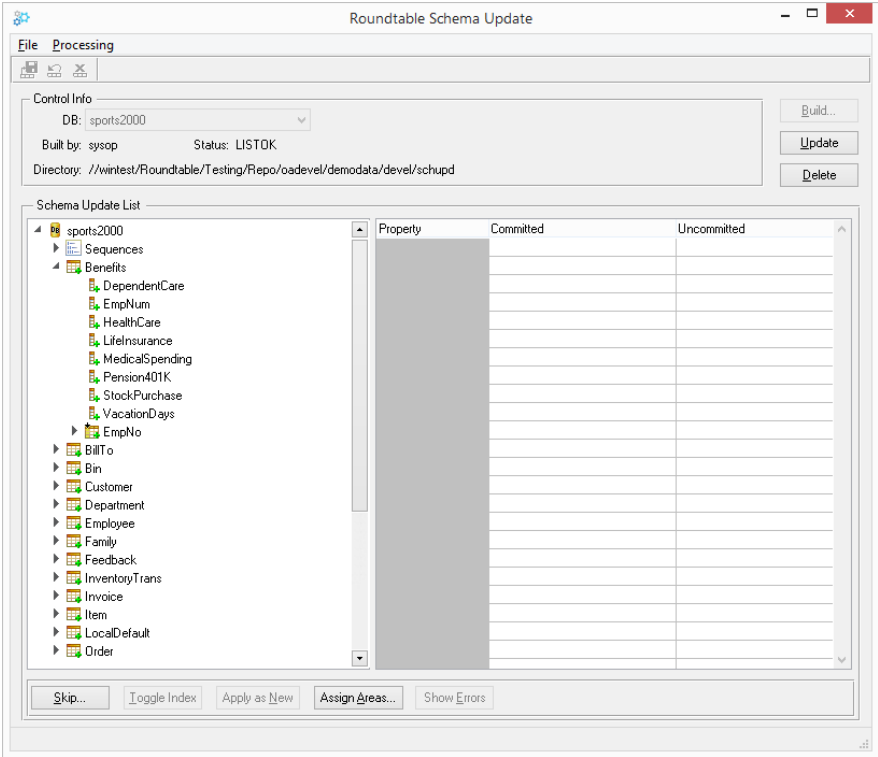 Roundtable Schema Update
File Processing
Control Info
DB: sports2000
Build...
Built by: sysop Status: LISTOK
Update
Directory: //wintest/Roundtable/Testing/Repo/oadevel/demodata/devel/schupd
Delete
Schema Update List
DB sports2000
Property Committed Uncommitted
Sequences
Benefits
DependentCare
EmpNum
HealthCare
LifeInsurance
MedicalSpending
Pension401K
StockPurchase
VacationDays
EmpNo
BillTo
Bin
Customer
Department
Employee
Family
Feedback
InventoryTrans
Invoice
Item
LocalDefault
Order
Skip... Toggle Index Apply as New Assign Areas... Show Errors